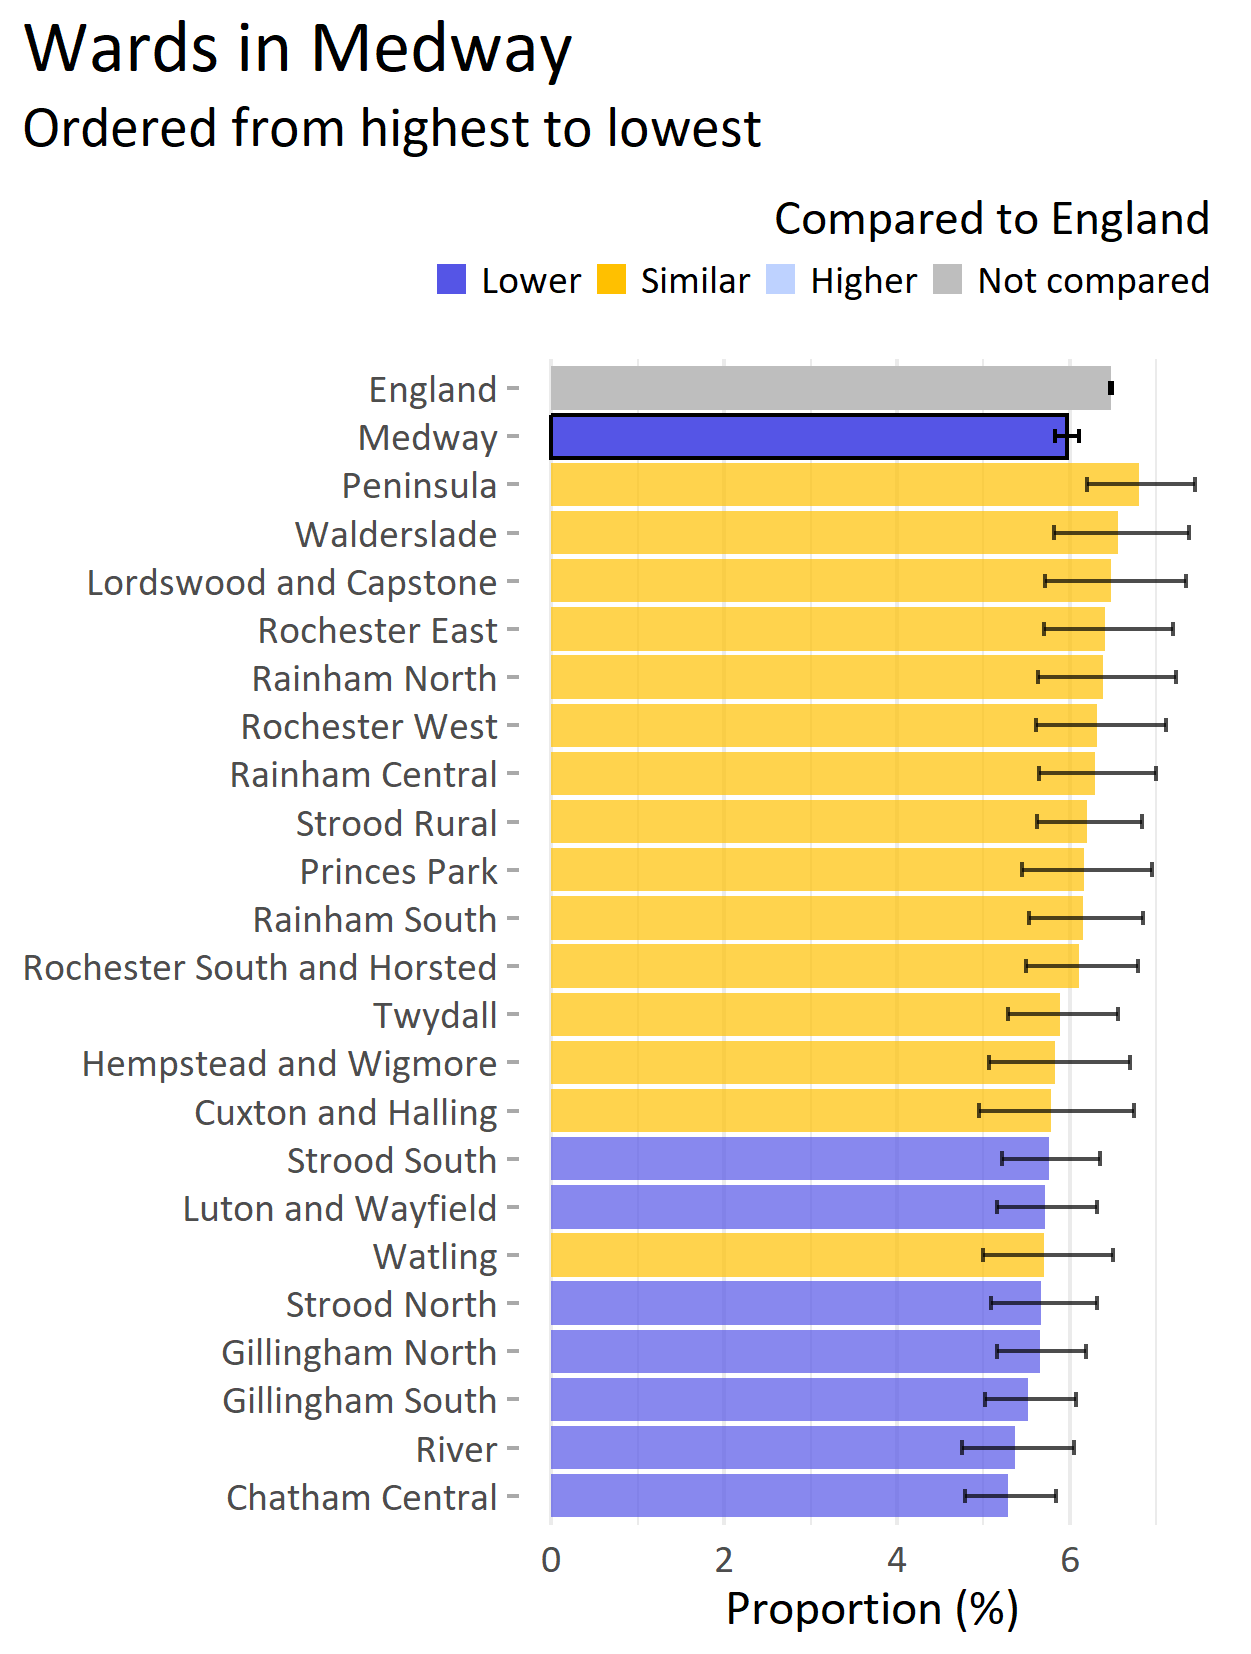 Wards in Medway
Ordered from highest to lowest
Compared to England
Lower Similar Higher Not compared
England
Medway
Peninsula
Walderslade
Lordswood and Capstone
Rochester East
Rainham North
Rochester West
Rainham Central
Strood Rural
Princes Park
Rainham South
Rochester South and Horsted
Twydall
Hempstead and Wigmore
Cuxton and Halling
Strood South
Luton and Wayfield
Watling
Strood North
Gillingham North
Gillingham South
River
Chatham Central
0 2 4 6
Proportion (%)